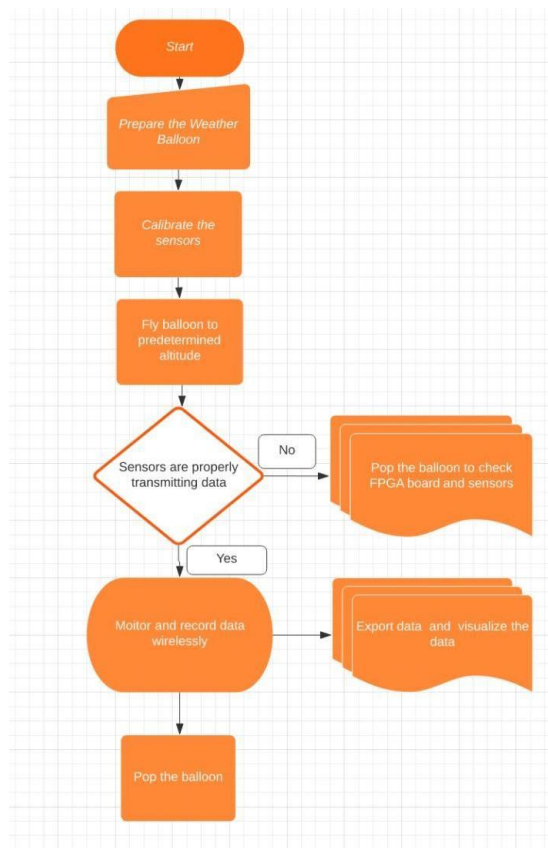 Start
Prepare the Weather
Balloon
Calibrate the
sensors
Fly balloon to
predetermined
altitude
Sensors are properly
transmitting data
No
Pop the balloon to check
FPGA board and sensors
Yes
Moitor and record data
wirelessly
Export data and visualize the
data
Pop the balloon